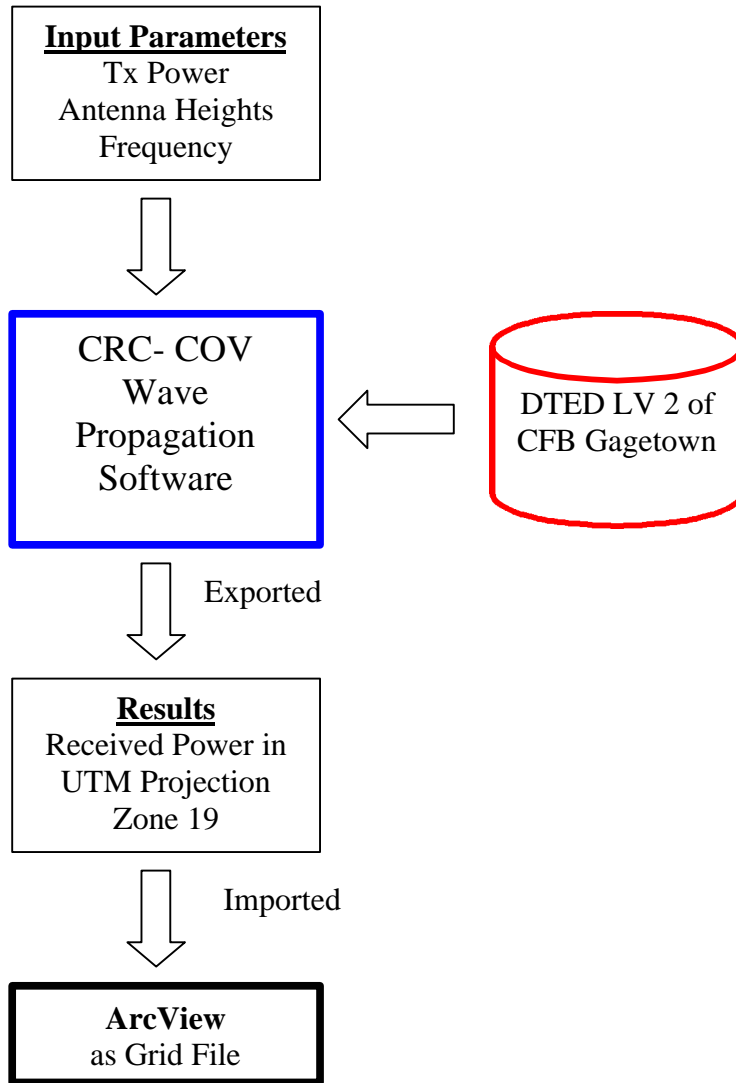 Input Parameters
Tx Power
Antenna Heights
Frequency
CRC- COV
Wave
Propagation
Software
DTED LV 2 of
CFB Gagetown
Exported
Results
Received Power in
UTM Projection
Zone 19
Imported
ArcView
as Grid File